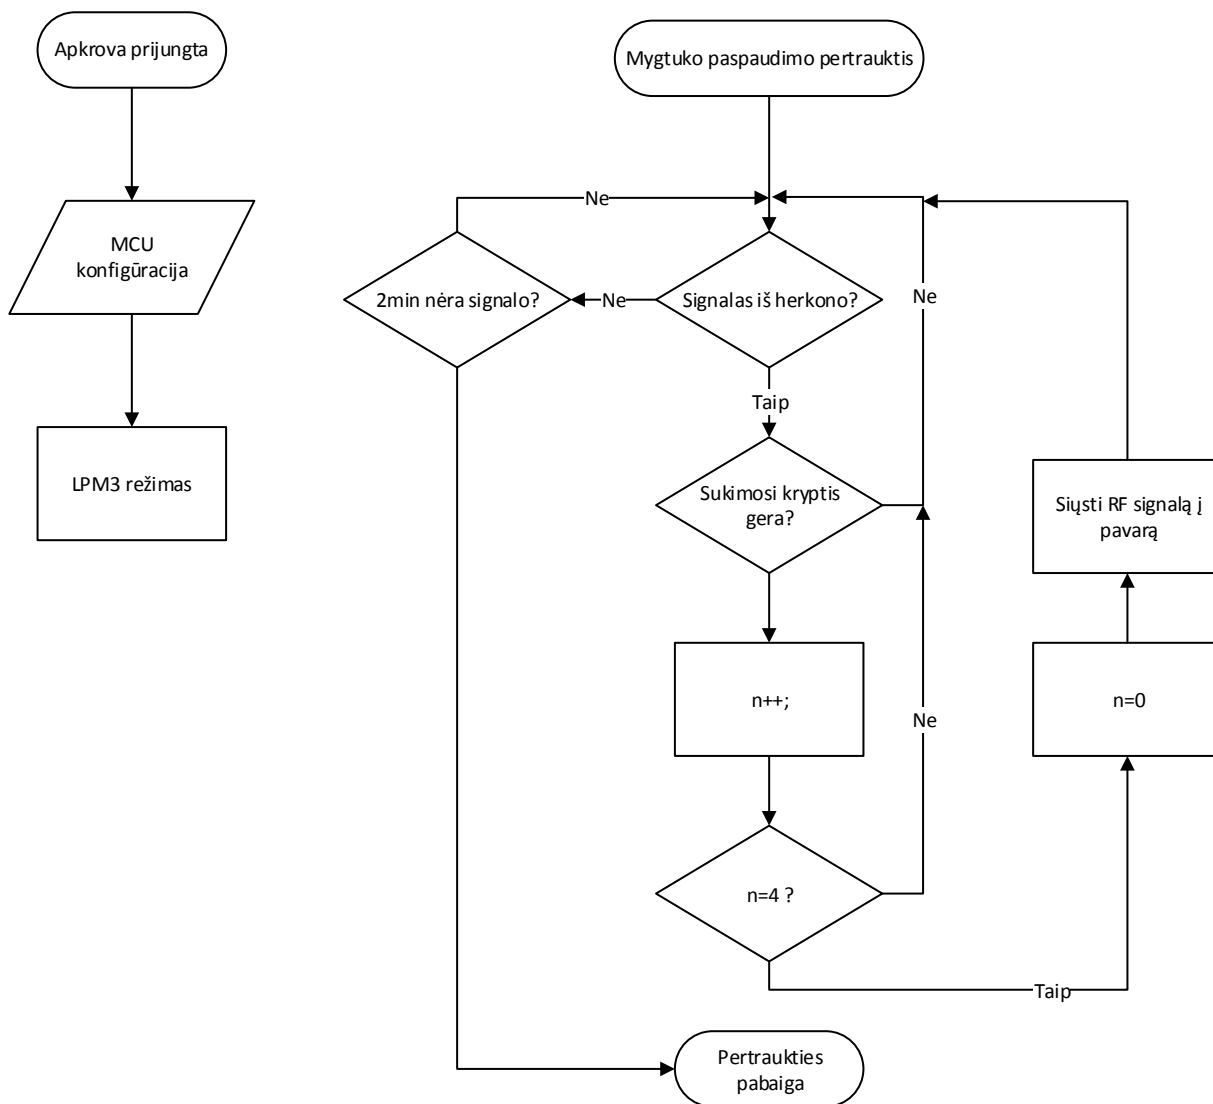 Apkrova prijungta
MCU
konfigūracija
LPM3 režimas
Mygtuko paspaudimo pertrauktis
Ne
2min nėra signalo?
Ne
Signalas iš herkono?
Ne
Taip
Sukimosi kryptis
gera?
Siųsti RF signalą į
pavarą
n++;
Ne
n=0
n=4 ?
Taip
Pertraukties
pabaiga